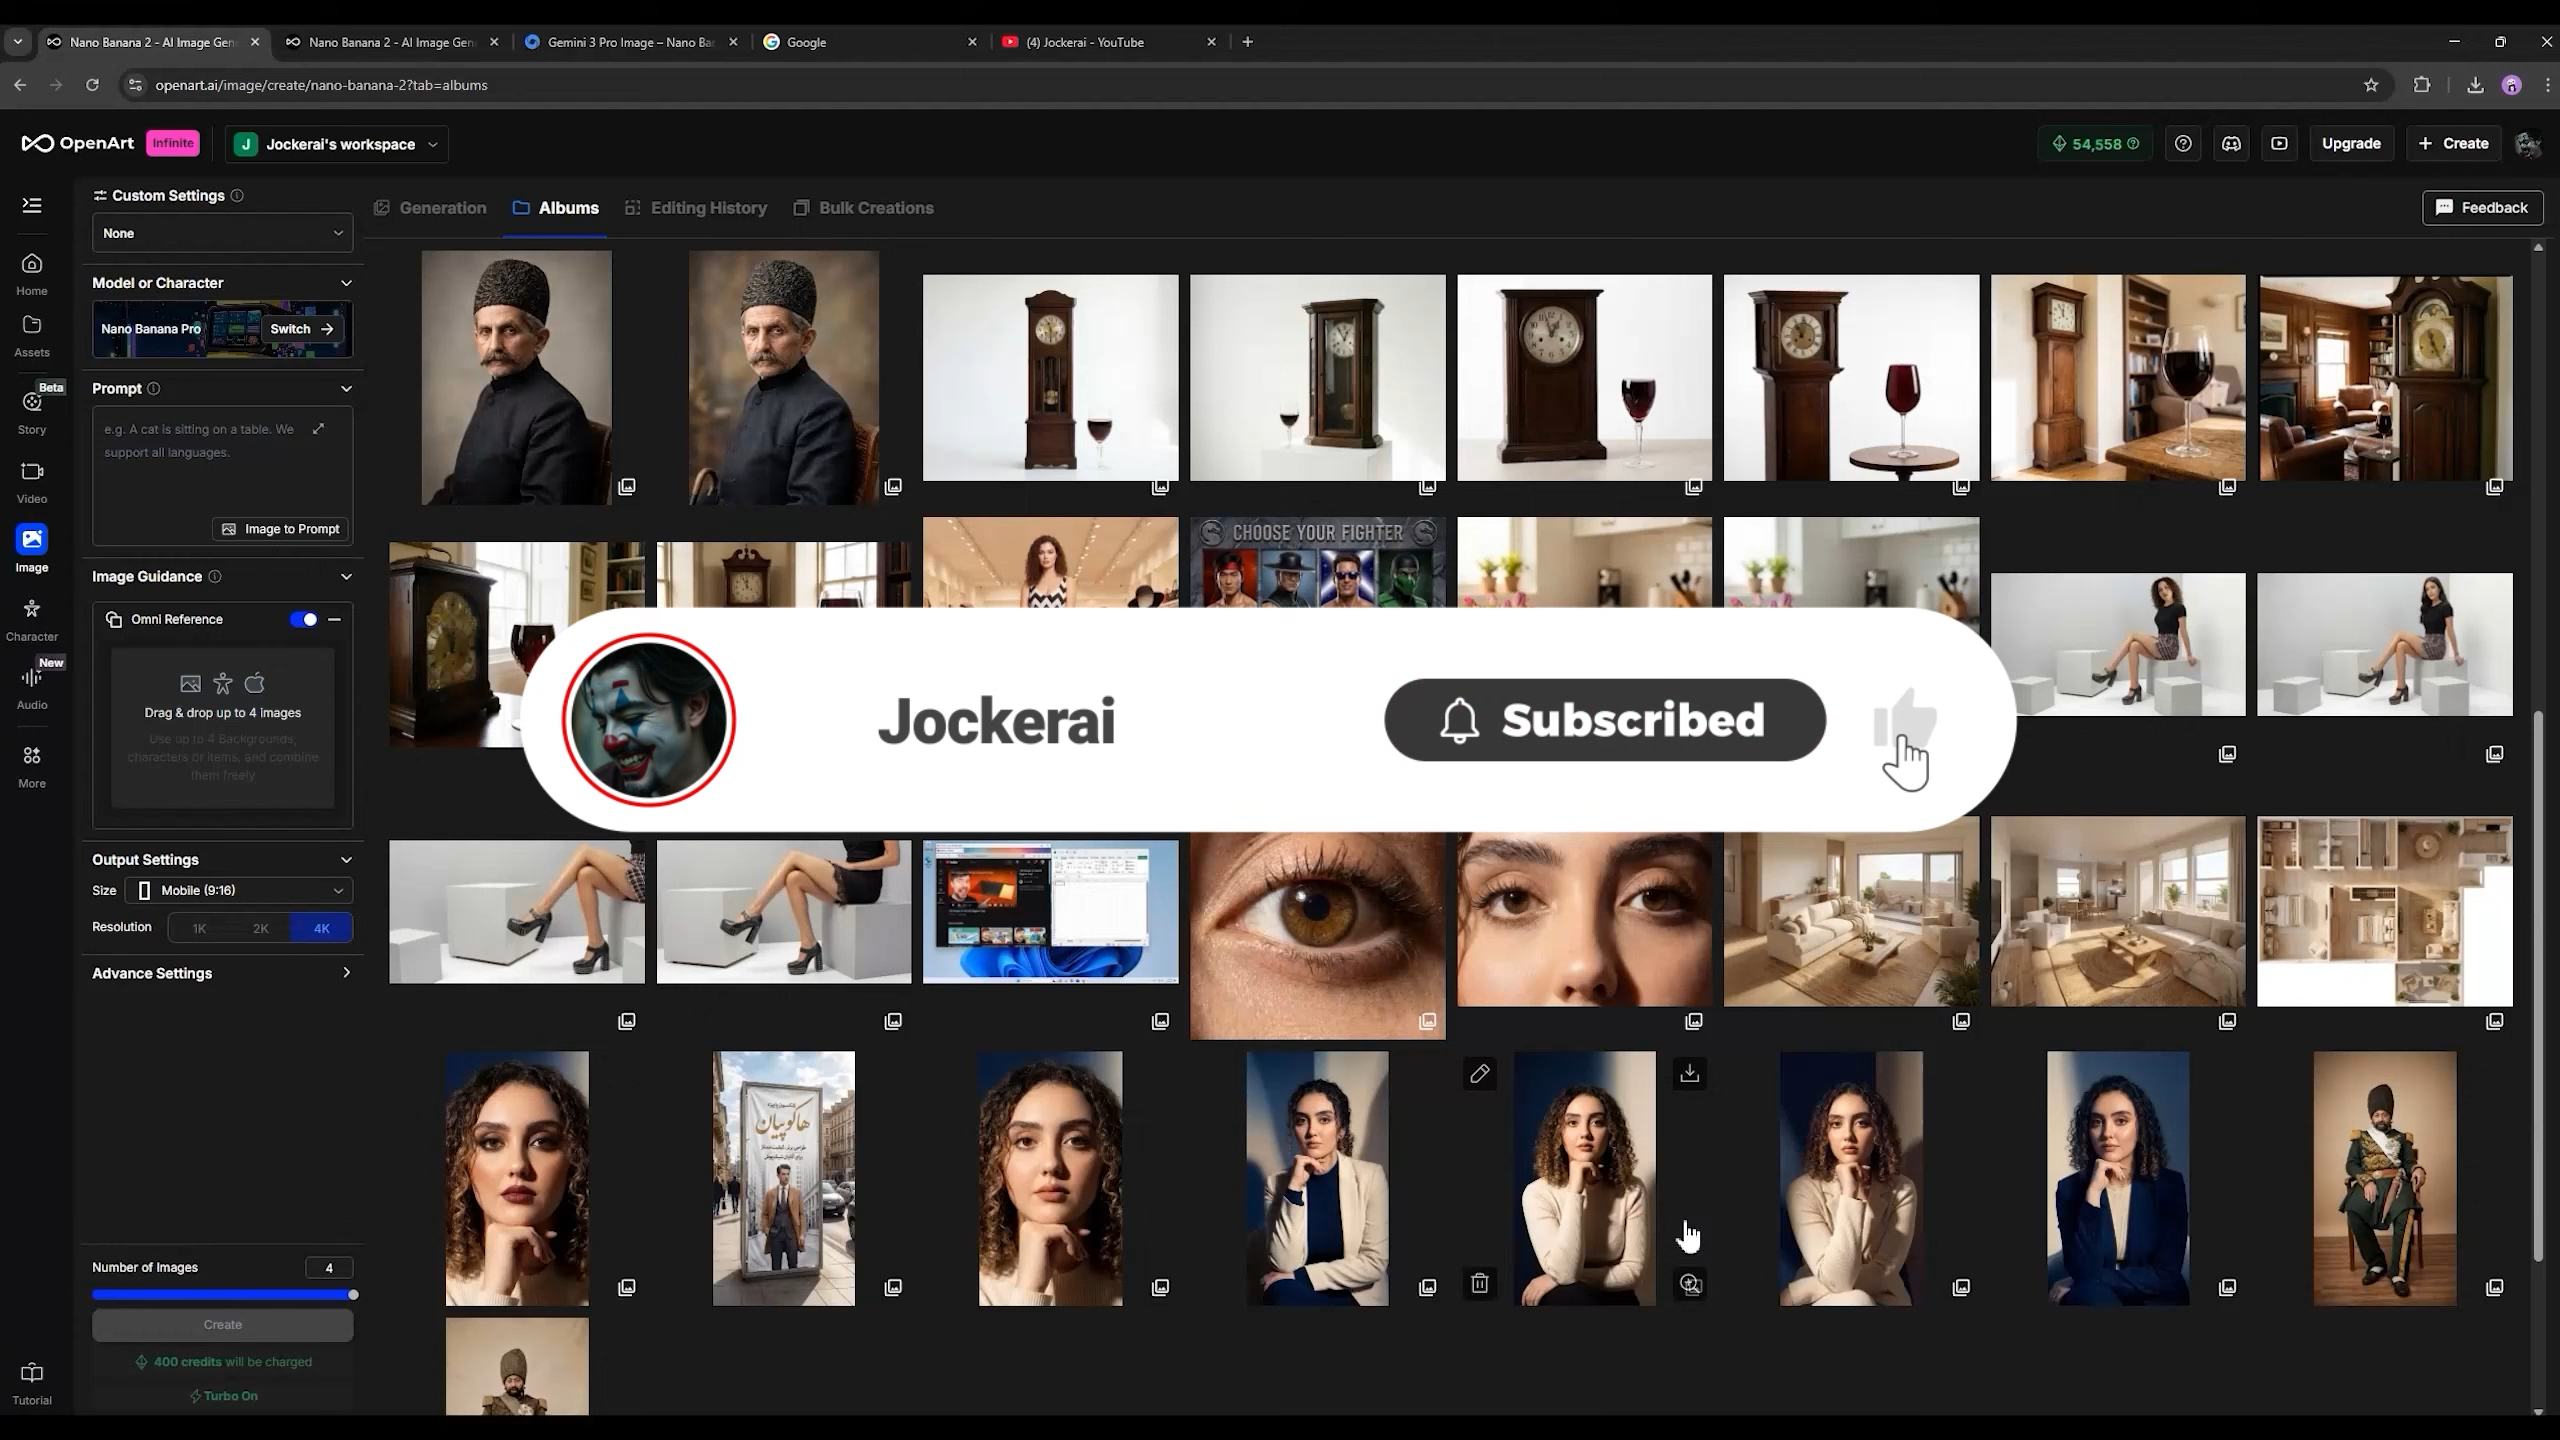 Nano Banana 2 - AI Image Gen
Nano Banana 2 - AI Image Gen
Gemini 3 Pro Image – Nano Ba
Google
(4) Jockerai - YouTube
openart.ai/image/create/nano-banana-2?tab=albums
OpenArt
Infinite
J
Jockerai's workspace
54,558
Upgrade
Create
Custom Settings
None
Generation
Albums
Editing History
Bulk Creations
Feedback
Home
Assets
Beta
Story
Video
Image
Character
New
Audio
More
Tutorial
Model or Character
Nano Banana Pro
Switch
Prompt
e.g. A cat is sitting on a table. We
support all languages.
Image to Prompt
Image Guidance
Omni Reference
Drag & drop up to 4 images
Use up to 4 Backgrounds,
characters or items, and combine
them freely
Output Settings
Size
Mobile (9:16)
Resolution
1K
2K
4K
Advance Settings
Number of Images
4
Create
400 credits will be charged
Turbo On
CHOOSE YOUR FIGHTER
Jockerai
Subscribed
هاکوپیان